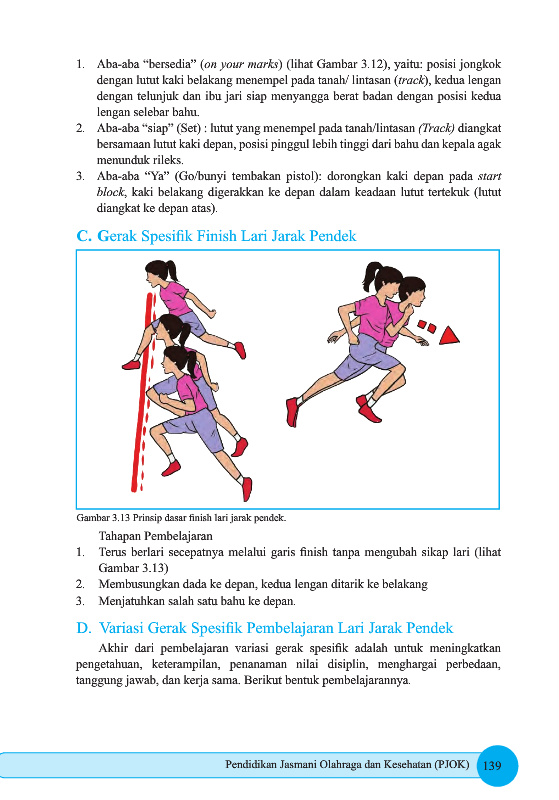 1. Aba-aba “bersedia” (on your marks) (lihat Gambar 3.12), yaitu: posisi jongkok
dengan lutut kaki belakang menempel pada tanah/ lintasan (track), kedua lengan
dengan telunjuk dan ibu jari siap menyangga berat badan dengan posisi kedua
lengan selebar bahu.
2. Aba-aba “siap” (Set) : lutut yang menempel pada tanah/lintasan (Track) diangkat
bersamaan lutut kaki depan, posisi pinggul lebih tinggi dari bahu dan kepala agak
menunduk rileks.
3. Aba-aba “Ya” (Go/bunyi tembakan pistol): dorongkan kaki depan pada start
block, kaki belakang digerakkan ke depan dalam keadaan lutut tertekuk (lutut
diangkat ke depan atas).
C. Gerak Spesifik Finish Lari Jarak Pendek
Gambar 3.13 Prinsip dasar finish lari jarak pendek.
Tahapan Pembelajaran
1. Terus berlari secepatnya melalui garis finish tanpa mengubah sikap lari (lihat
Gambar 3.13)
2. Membusungkan dada ke depan, kedua lengan ditarik ke belakang
3. Menjatuhkan salah satu bahu ke depan.
D. Variasi Gerak Spesifik Pembelajaran Lari Jarak Pendek
Akhir dari pembelajaran variasi gerak spesifik adalah untuk meningkatkan
pengetahuan, keterampilan, penanaman nilai disiplin, menghargai perbedaan,
tanggung jawab, dan kerja sama. Berikut bentuk pembelajarannya.
Pendidikan Jasmani Olahraga dan Kesehatan (PJOK) 139